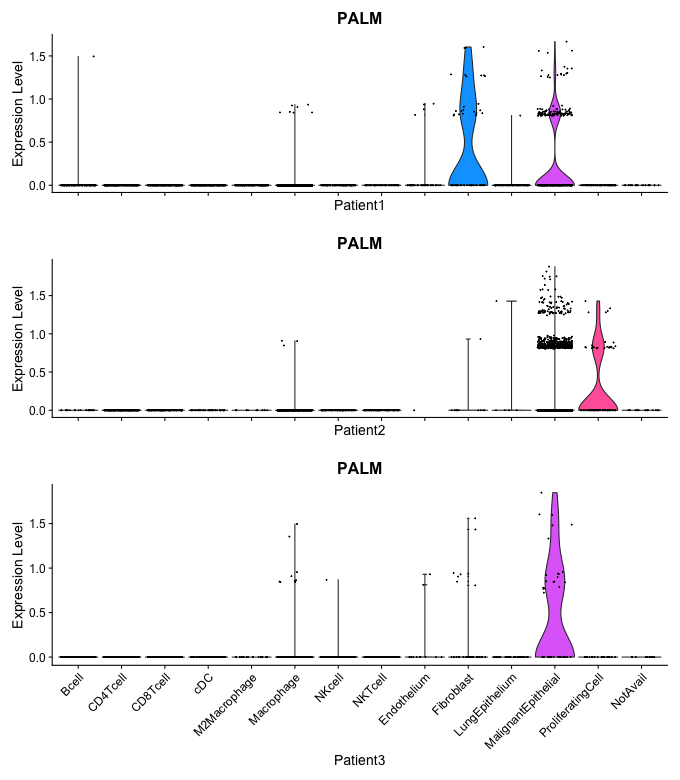 PALM
Expression Level
1.5
1.0
0.5
0.0
Patient1
PALM
Expression Level
1.5
1.0
0.5
0.0
Patient2
PALM
Expression Level
1.5
1.0
0.5
0.0
Bcell
CD4Tcell
CD8Tcell
cDC
M2Macrophage
Macrophage
NKcell
NKTcell
Endothelium
Fibroblast
LungEpithelium
MalignantEpithelial
ProliferatingCell
NotAvail
Patient3